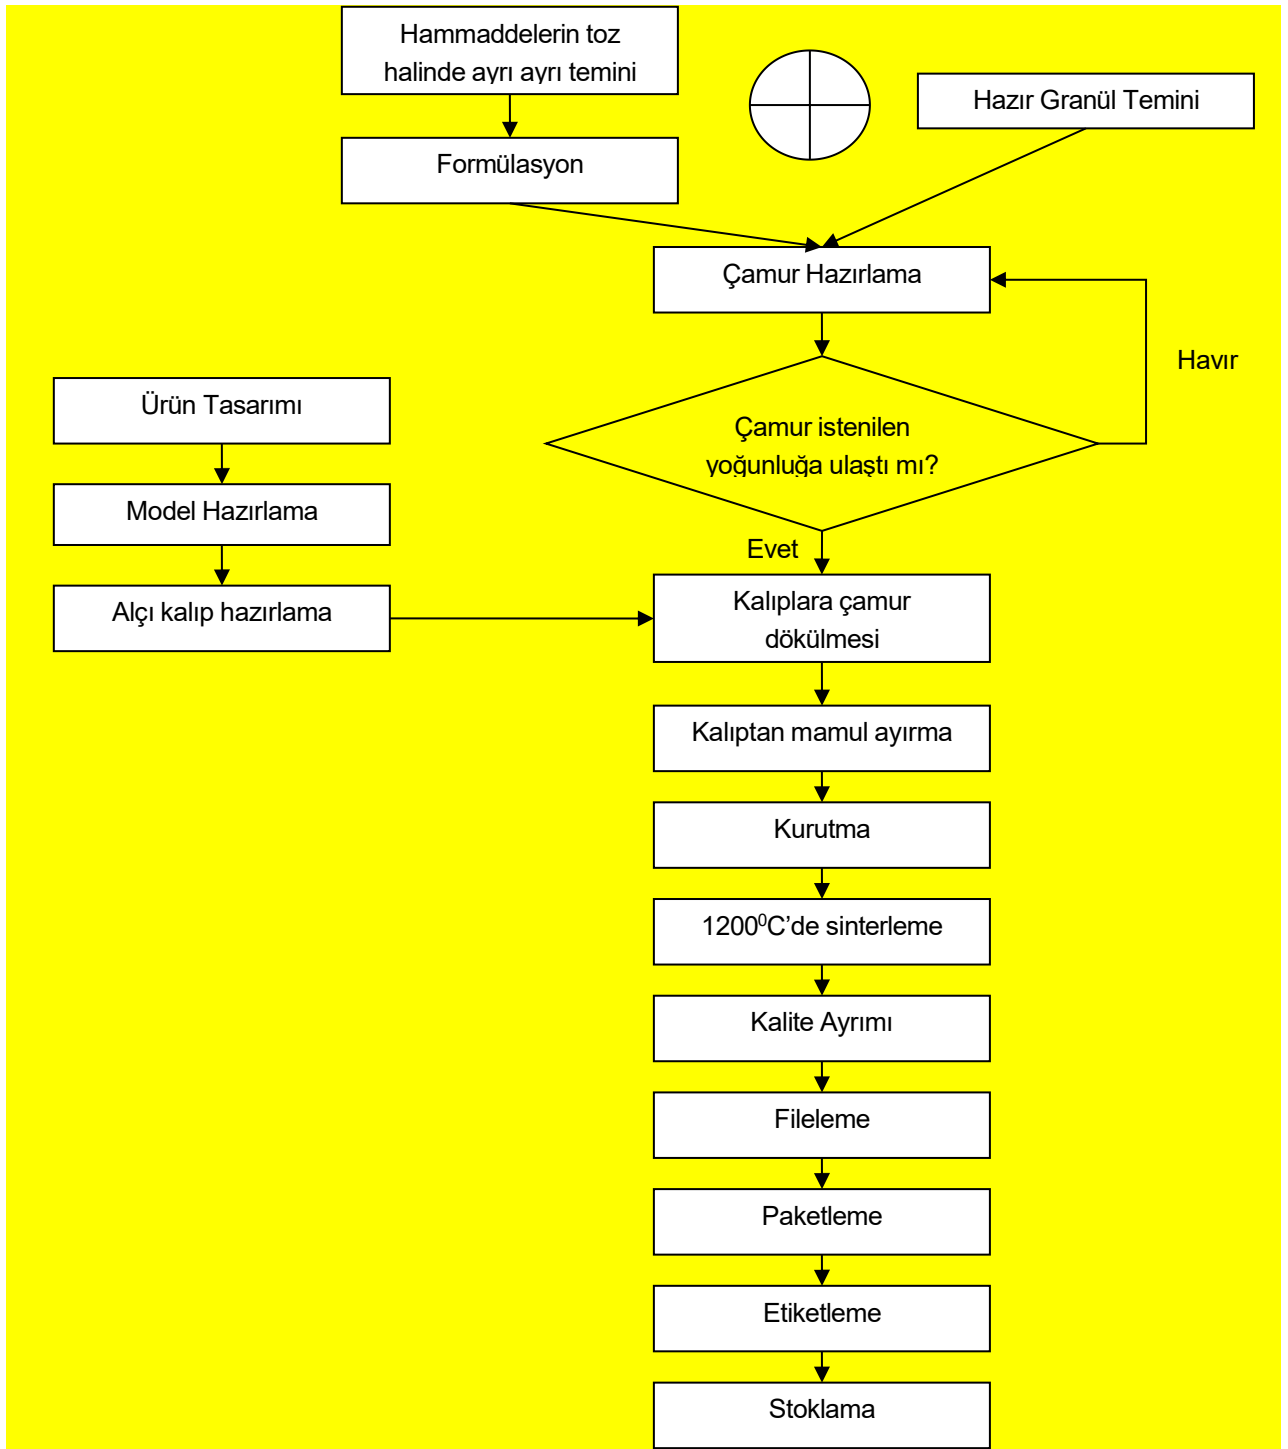 Hammaddelerin toz
halinde ayrı ayrı temini
Hazır Granül Temini
Formülasyon
Çamur Hazırlama
Havır
Ürün Tasarımı
Çamur istenilen
yoğunluğa ulaştı mı?
Model Hazırlama
Evet
Alçı kalıp hazırlama
Kalıplara çamur
dökülmesi
Kalıptan mamul ayırma
Kurutma
1200⁰C’de sinterleme
Kalite Ayrımı
Fileleme
Paketleme
Etiketleme
Stoklama